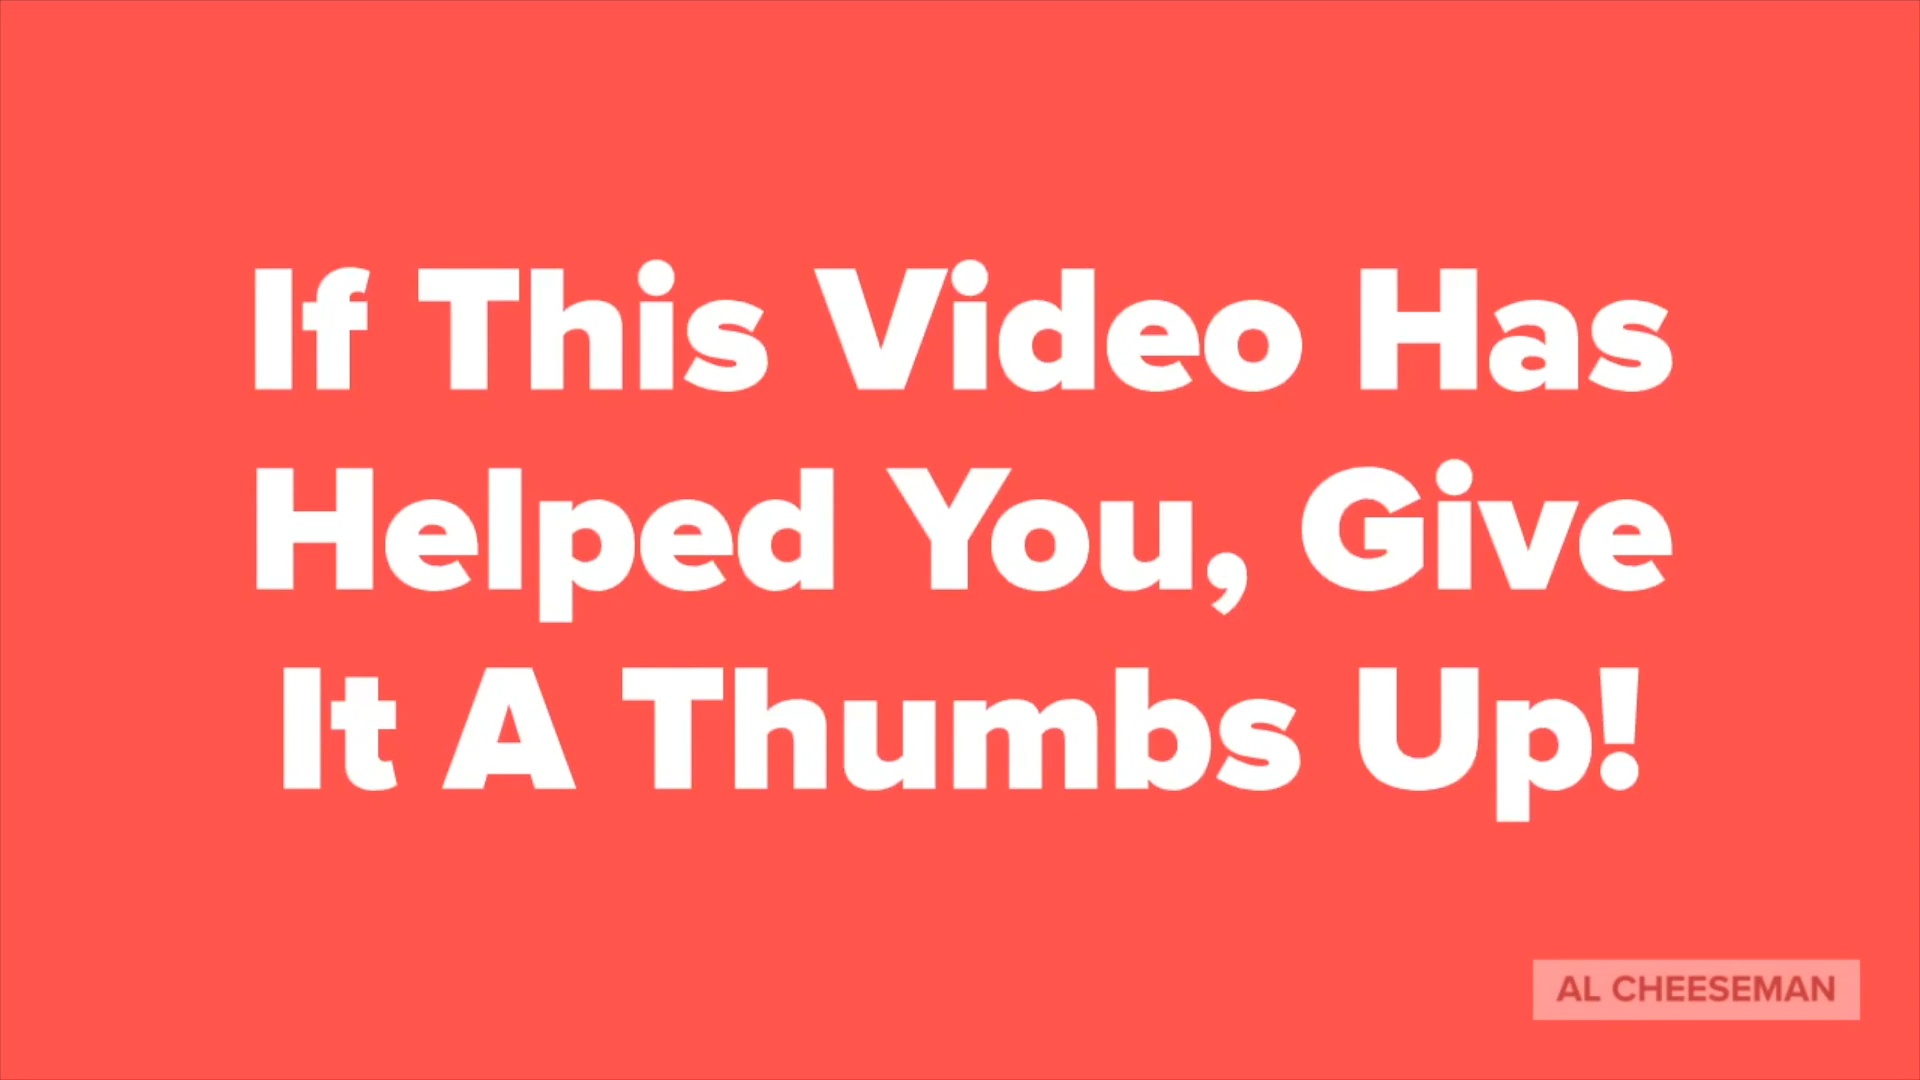 If This Video Has
Helped You, Give
It A Thumbs Up!
AL CHEESEMAN